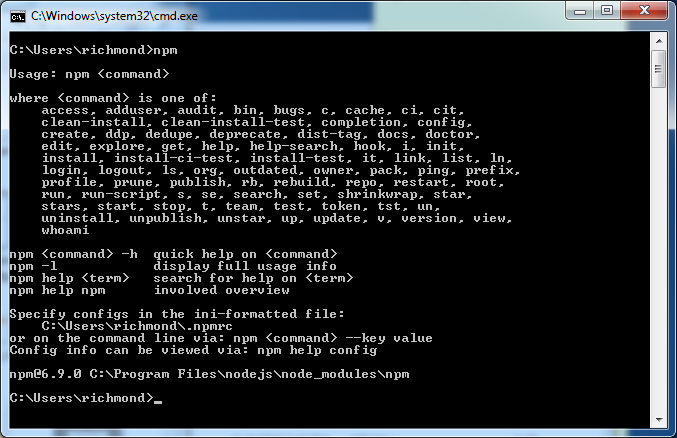 C:\Windows\system32\cmd.exe
C:\Users\richmond>npm
Usage: npm <command>
where <command> is one of:
    access, adduser, audit, bin, bugs, c, cache, ci, cit,
    clean-install, clean-install-test, completion, config,
    create, ddp, dedupe, deprecate, dist-tag, docs, doctor,
    edit, explore, get, help, help-search, hook, i, init,
    install, install-ci-test, install-test, it, link, list, ln,
    login, logout, ls, org, outdated, owner, pack, ping, prefix,
    profile, prune, publish, rb, rebuild, repo, restart, root,
    run, run-script, s, se, search, set, shrinkwrap, star,
    stars, start, stop, t, team, test, token, tst, un,
    uninstall, unpublish, unstar, up, update, v, version, view,
    whoami
npm <command> -h  quick help on <command>
npm -l            display full usage info
npm help <term>   search for help on <term>
npm help npm      involved overview
Specify configs in the ini-formatted file:
    C:\Users\richmond\.npmrc
or on the command line via: npm <command> --key value
Config info can be viewed via: npm help config
npm@6.9.0 C:\Program Files\nodejs\node_modules\npm
C:\Users\richmond>_